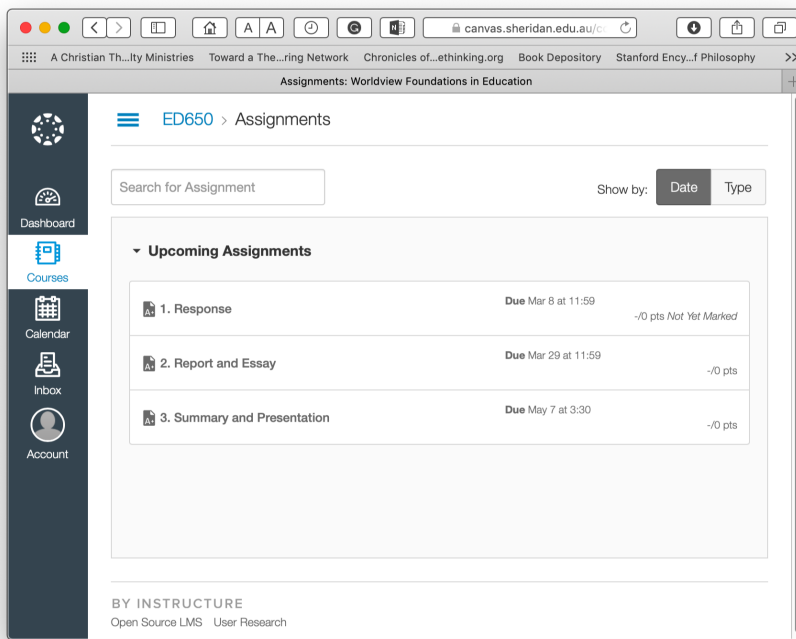 A A
canvas.sheridan.edu.au/c
A Christian Th...lty Ministries Toward a The...ring Network Chronicles of...ethinking.org Book Depository Stanford Ency...f Philosophy >>
Assignments: Worldview Foundations in Education +
ED650 > Assignments
Search for Assignment
Show by: Date Type
Dashboard
Upcoming Assignments
Courses
1. Response Due Mar 8 at 11:59
-/0 pts Not Yet Marked
Calendar
2. Report and Essay Due Mar 29 at 11:59
-/0 pts
Inbox
3. Summary and Presentation Due May 7 at 3:30
-/0 pts
Account
BY INSTRUCTURE
Open Source LMS User Research